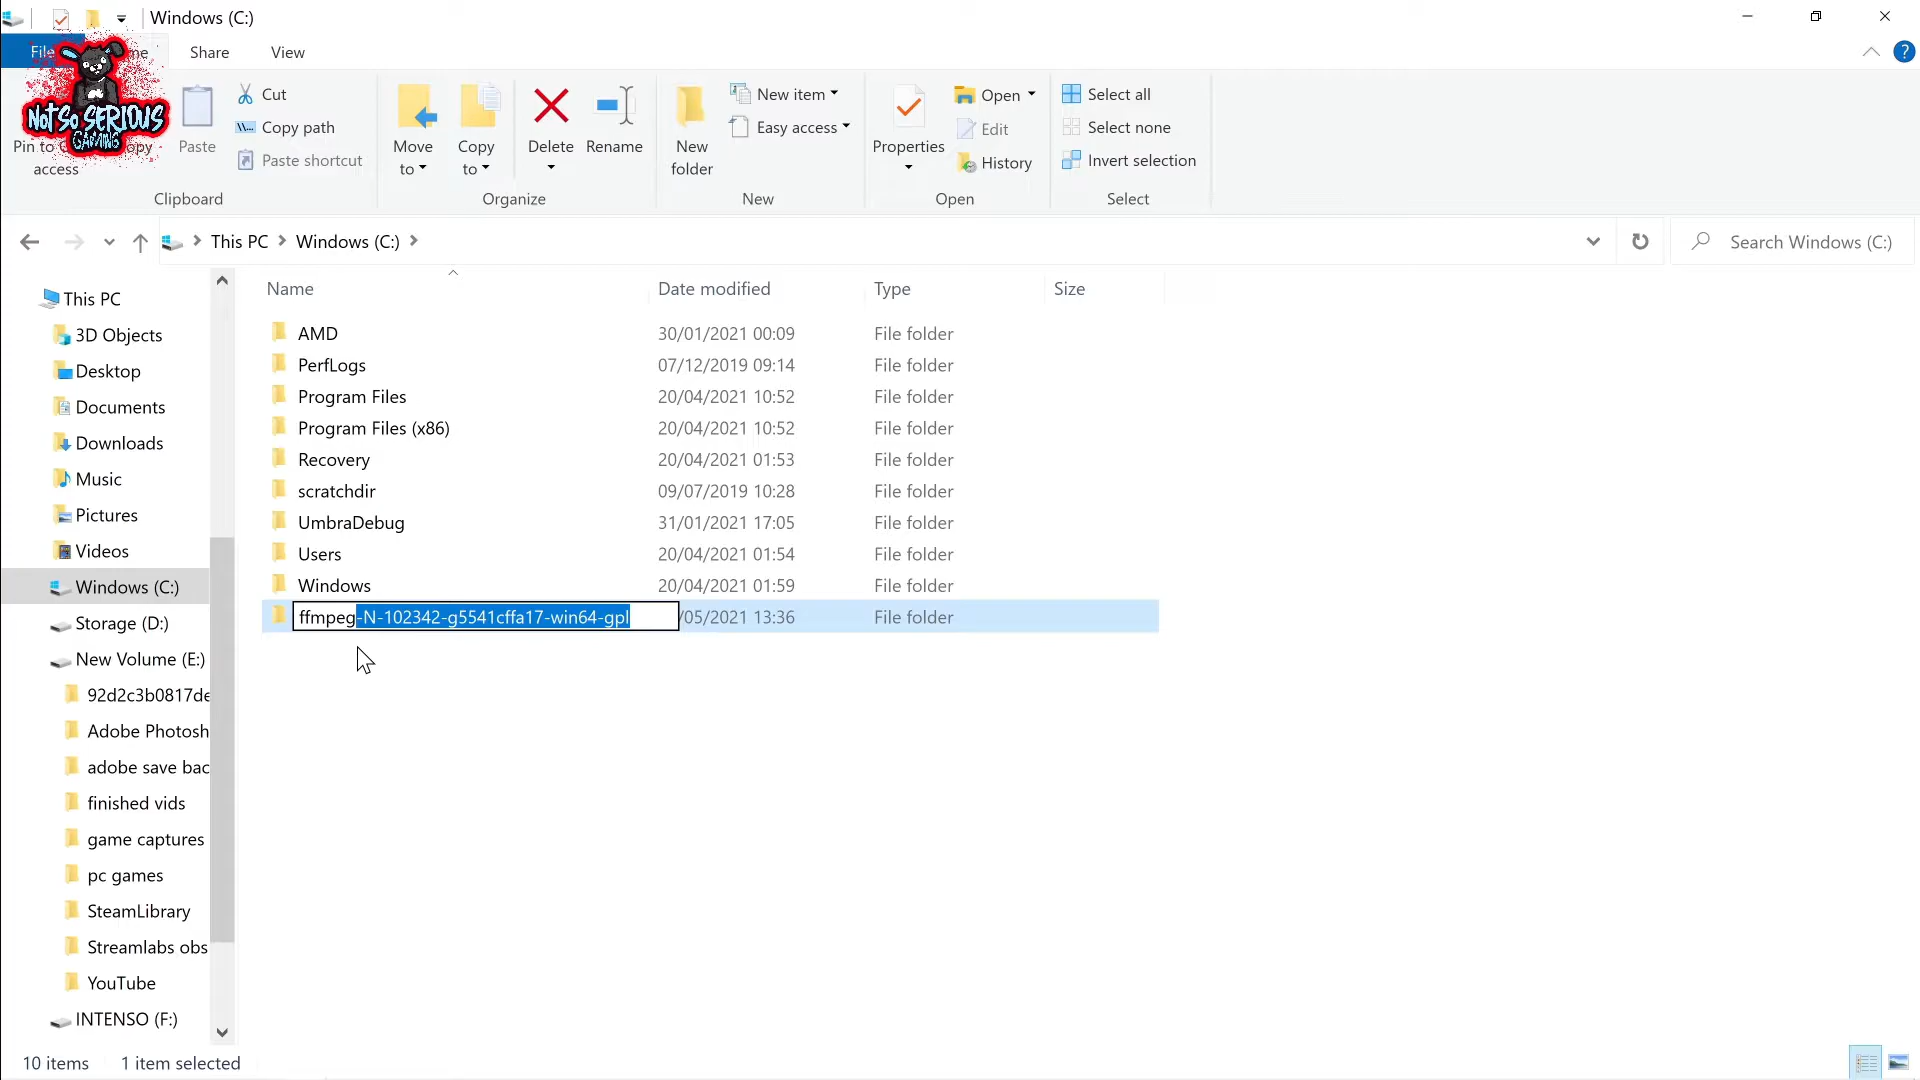 Windows (C:)
File
Share
View
NOT SO SERIOUS
GAMING
Pin to
access
Paste
Cut
Copy path
Paste shortcut
Clipboard
Move
to
Copy
to
Delete
Rename
Organize
New
folder
New item
Easy access
New
Properties
Open
Edit
History
Open
Select all
Select none
Invert selection
Select
This PC
Windows (C:)
Search Windows (C:)
Name
Date modified
Type
Size
AMD 30/01/2021 00:09 File folder
PerfLogs 07/12/2019 09:14 File folder
Program Files 20/04/2021 10:52 File folder
Program Files (x86) 20/04/2021 10:52 File folder
Recovery 20/04/2021 01:53 File folder
scratchdir 09/07/2019 10:28 File folder
UmbraDebug 31/01/2021 17:05 File folder
Users 20/04/2021 01:54 File folder
Windows 20/04/2021 01:59 File folder
ffmpeg-N-102342-g5541cffa17-win64-gpl /05/2021 13:36 File folder
This PC
3D Objects
Desktop
Documents
Downloads
Music
Pictures
Videos
Windows (C:)
Storage (D:)
New Volume (E:)
92d2c3b0817de
Adobe Photosh
adobe save bac
finished vids
game captures
pc games
SteamLibrary
Streamlabs obs
YouTube
INTENSO (F:)
10 items
1 item selected